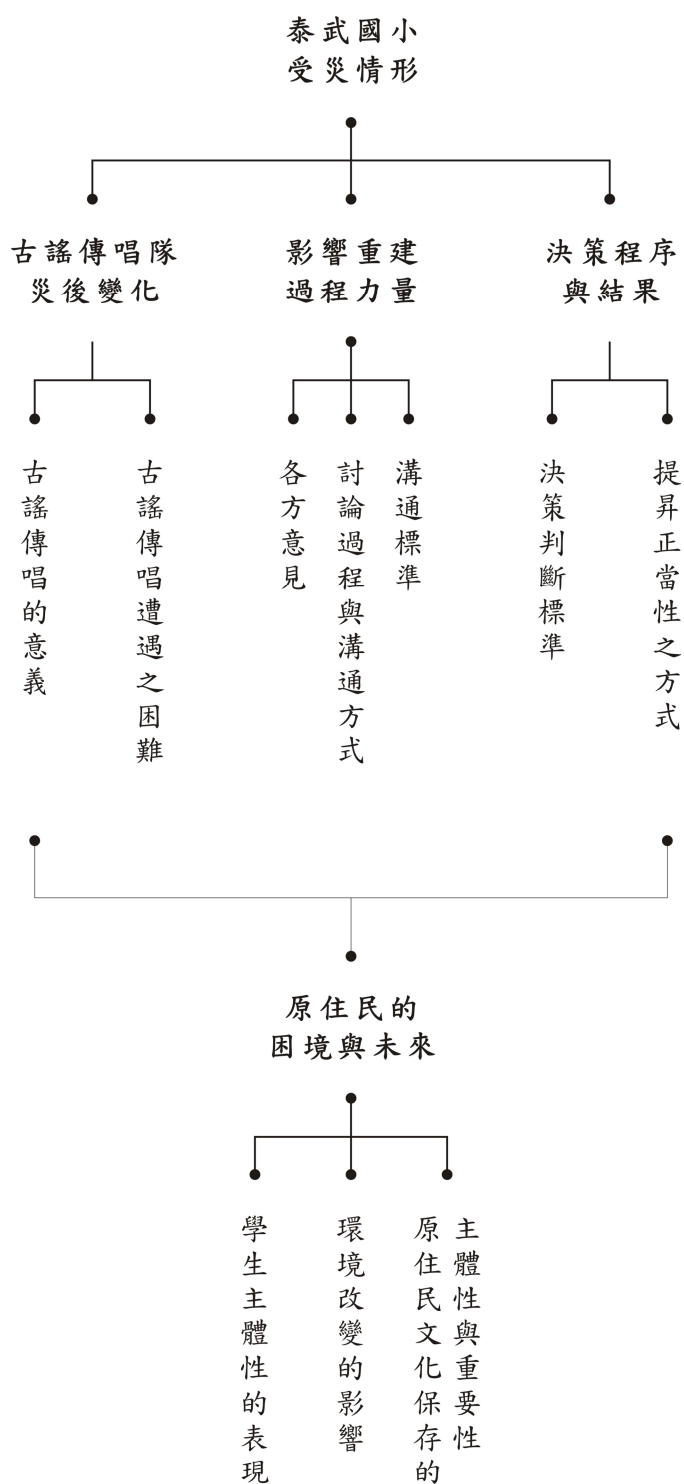 泰武國小
受災情形
古謠傳唱隊
災後變化
影響重建
過程力量
決策程序
與結果
古謠傳唱的意義
古謠傳唱遭遇之困難
各方意見
討論過程與溝通方式
溝通標準
決策判斷標準
提昇正當性之方式
原住民的
困境與未來
學生主體性的表現
環境改變的影響
原住民文化保存的
主體性與重要性